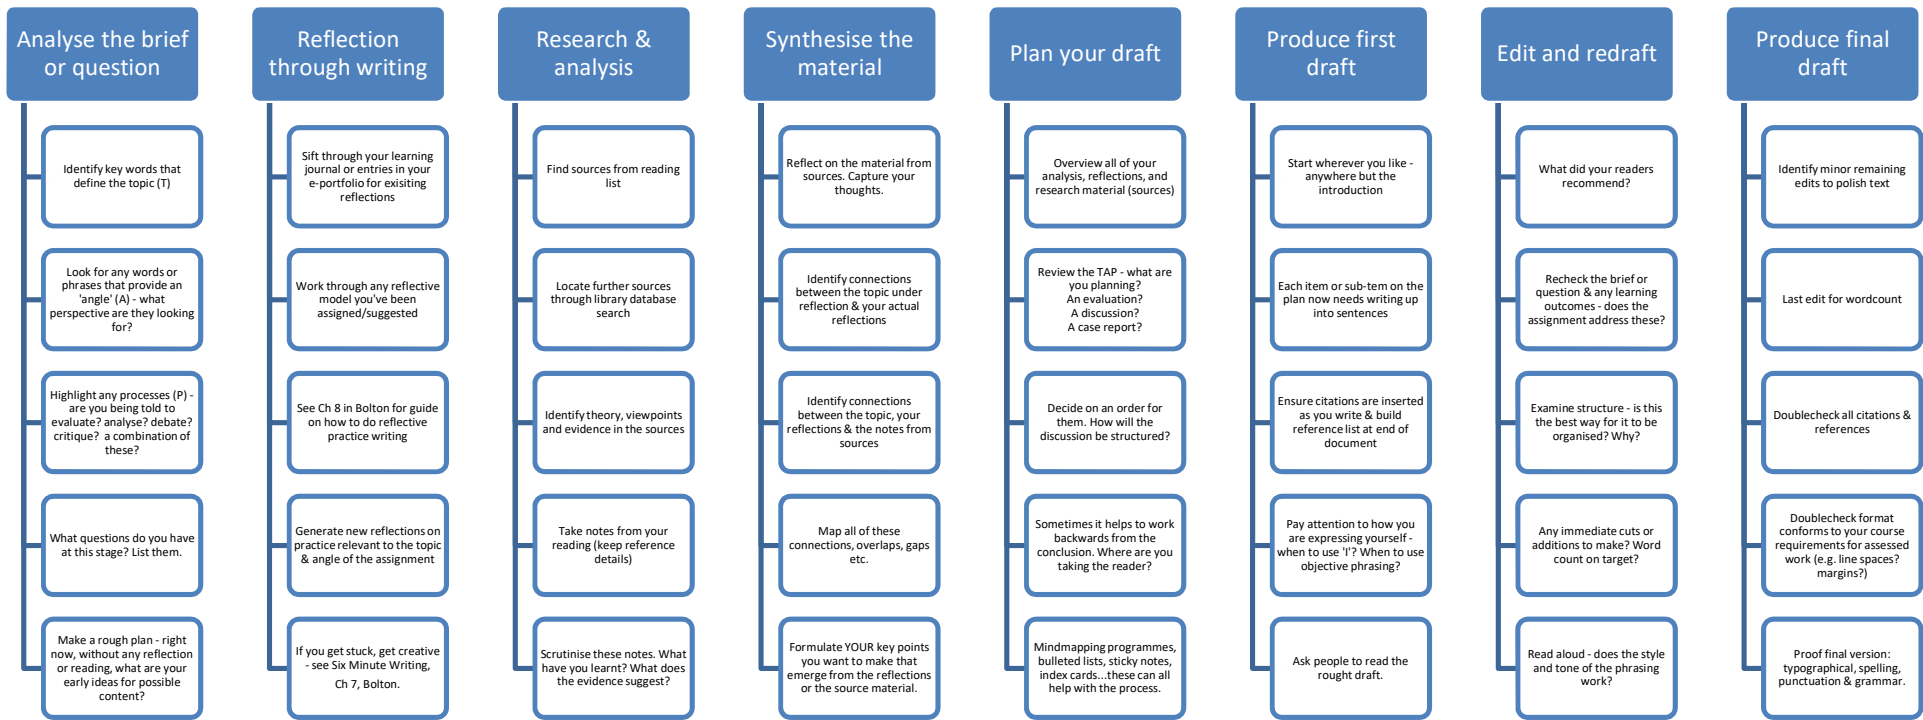 Analyse the brief
or question
Identify key words that
define the topic (T)
Look for any words or
phrases that provide an
'angle' (A) - what
perspective are they looking
for?
Highlight any processes (P) -
are you being told to
evaluate? analyse? debate?
critique? a combination of
these?
What questions do you have
at this stage? List them.
Make a rough plan - right
now, without any reflection
or reading, what are your
early ideas for possible
content?
Reflection
through writing
Sift through your learning
journal or entries in your
e-portfolio for exisiting
reflections
Work through any reflective
model you've been
assigned/suggested
See Ch 8 in Bolton for guide
on how to do reflective
practice writing
Generate new reflections on
practice relevant to the topic
& angle of the assignment
If you get stuck, get creative
- see Six Minute Writing,
Ch 7, Bolton.
Research &
analysis
Find sources from reading
list
Locate further sources
through library database
search
Identify theory, viewpoints
and evidence in the sources
Take notes from your
reading (keep reference
details)
Scrutinise these notes. What
have you learnt? What does
the evidence suggest?
Synthesise the
material
Reflect on the material from
sources. Capture your
thoughts.
Identify connections
between the topic under
reflection & your actual
reflections
Identify connections
between the topic, your
reflections & the notes from
sources
Map all of these
connections, overlaps, gaps
etc.
Formulate YOUR key points
you want to make that
emerge from the reflections
or the source material.
Plan your draft
Overview all of your
analysis, reflections, and
research material (sources)
Review the TAP - what are
you planning?
An evaluation?
A discussion?
A case report?
Decide on an order for
them. How will the
discussion be structured?
Sometimes it helps to work
backwards from the
conclusion. Where are you
taking the reader?
Mindmapping programmes,
bulleted lists, sticky notes,
index cards...these can all
help with the process.
Produce first
draft
Start wherever you like -
anywhere but the
introduction
Each item or sub-tem on the
plan now needs writing up
into sentences
Ensure citations are inserted
as you write & build
reference list at end of
document
Pay attention to how you
are expressing yourself -
when to use 'I'? When to use
objective phrasing?
Ask people to read the
rought draft.
Edit and redraft
What did your readers
recommend?
Recheck the brief or
question & any learning
outcomes - does the
assignment address these?
Examine structure - is this
the best way for it to be
organised? Why?
Any immediate cuts or
additions to make? Word
count on target?
Read aloud - does the style
and tone of the phrasing
work?
Produce final
draft
Identify minor remaining
edits to polish text
Last edit for wordcount
Doublecheck all citations &
references
Doublecheck format
conforms to your course
requirements for assessed
work (e.g. line spaces?
margins?)
Proof final version:
typographical, spelling,
punctuation & grammar.